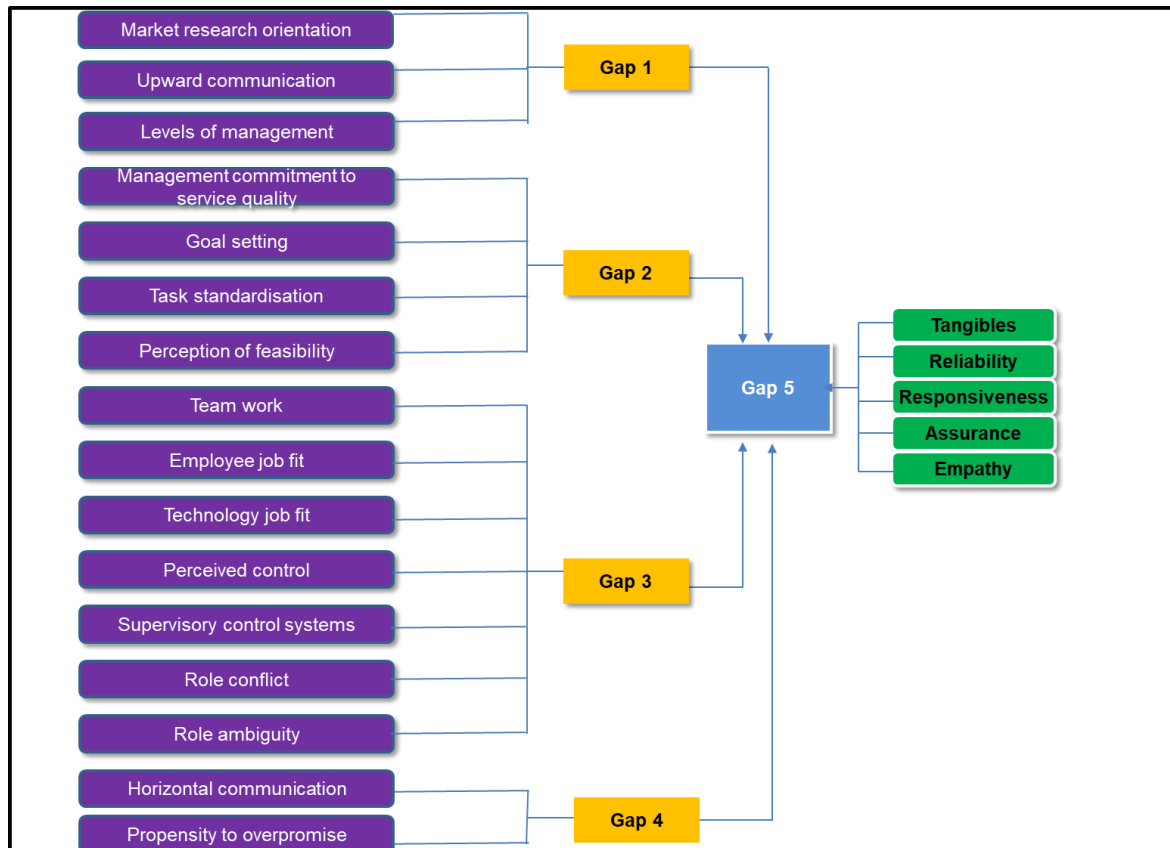 Market research orientation
Upward communication
Levels of management
Management commitment to
service quality
Goal setting
Task standardisation
Perception of feasibility
Team work
Employee job fit
Technology job fit
Perceived control
Supervisory control systems
Role conflict
Role ambiguity
Horizontal communication
Propensity to overpromise
Gap 1
Gap 2
Gap 3
Gap 4
Gap 5
Tangibles
Reliability
Responsiveness
Assurance
Empathy